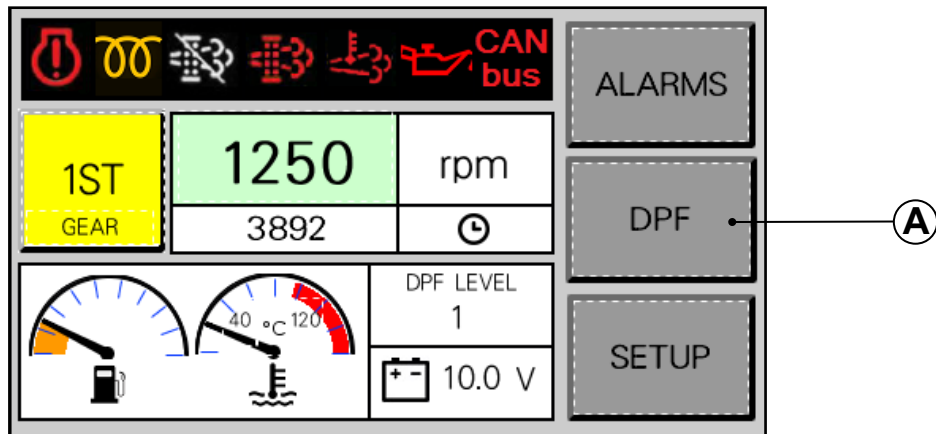 CAN
bus
ALARMS
1ST
GEAR
1250 rpm
3892
DPF
A
40 °C 120
DPF LEVEL
1
10.0 V
SETUP